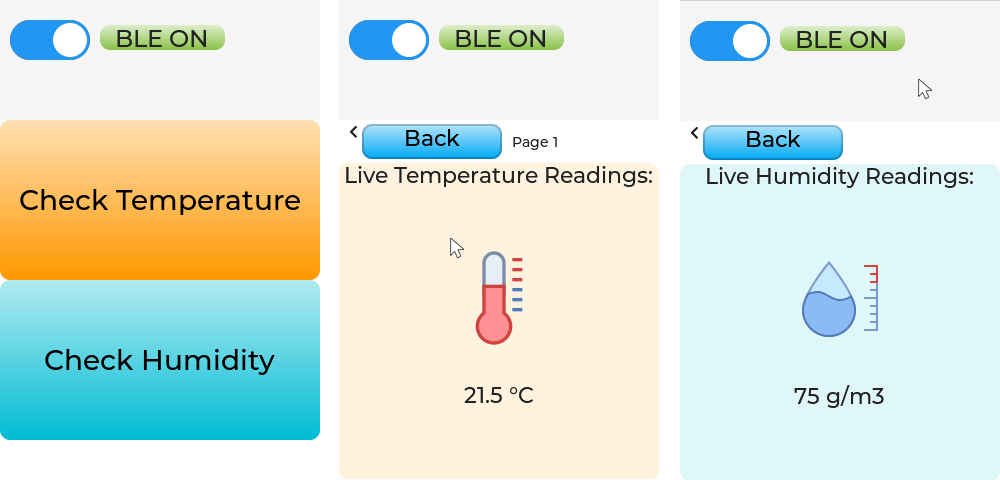 BLE ON
Check Temperature
Check Humidity
BLE ON
Back
Page 1
Live Temperature Readings:
21.5 °C
BLE ON
Back
Live Humidity Readings:
75 g/m3